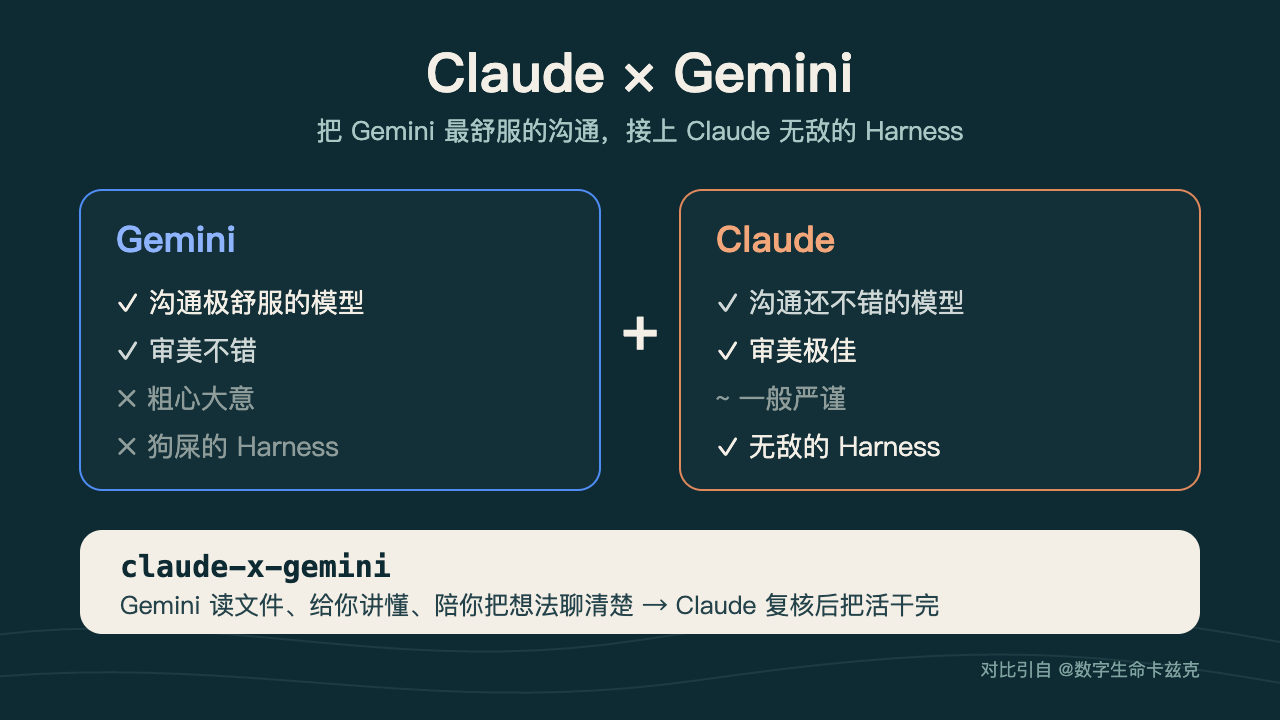 Claude × Gemini
把 Gemini 最舒服的沟通，接上 Claude 无敌的 Harness
Gemini
✓ 沟通极舒服的模型
✓ 审美不错
× 粗心大意
× 狗屎的 Harness
+
Claude
✓ 沟通还不错的模型
✓ 审美极佳
~ 一般严谨
✓ 无敌的 Harness
claude-x-gemini
Gemini 读文件、给你讲懂、陪你把想法聊清楚 → Claude 复核后把活干完
对比引自 @数字生命卡兹克